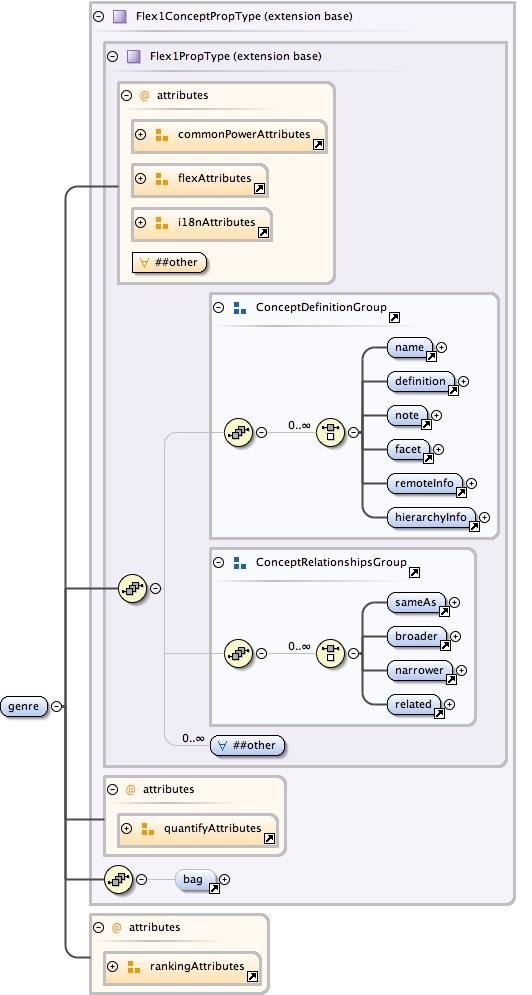 Flex1ConceptPropType (extension base)
Flex1PropType (extension base)
@ attributes
commonPowerAttributes
flexAttributes
i18nAttributes
##other
ConceptDefinitionGroup
name
definition
0..∞
note
facet
remoteInfo
hierarchyInfo
ConceptRelationshipsGroup
sameAs
0..∞
broader
narrower
related
genre
0..∞
##other
@ attributes
quantifyAttributes
bag
@ attributes
rankingAttributes